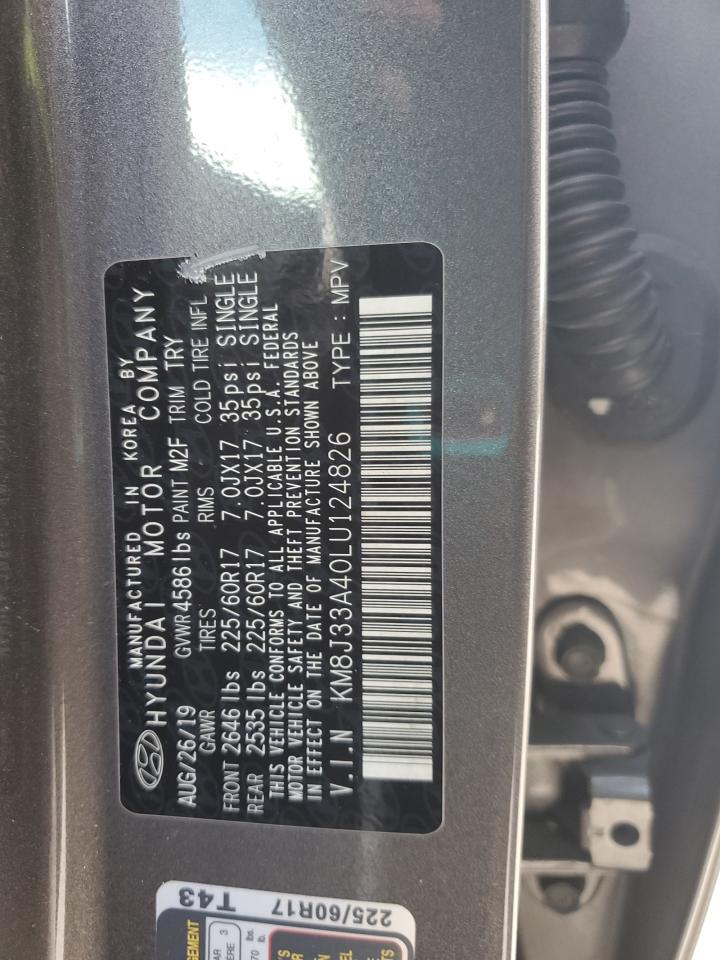 MANUFACTURED IN KOREA BY
HYUNDAI MOTOR COMPANY
AUG/26/19 GVWR 4586 lbs PAINT M2F TRIM TRY
GAWR TIRES RIMS COLD TIRE INFL
FRONT 2646 lbs 225/60R17 7.0JX17 35psi SINGLE
REAR 2535 lbs 225/60R17 7.0JX17 35psi SINGLE
THIS VEHICLE CONFORMS TO ALL APPLICABLE U.S.A. FEDERAL
MOTOR VEHICLE SAFETY AND THEFT PREVENTION STANDARDS
IN EFFECT ON THE DATE OF MANUFACTURE SHOWN ABOVE
V.I.N KM8J33A40LU124826 TYPE : MPV
T43
225/60R17